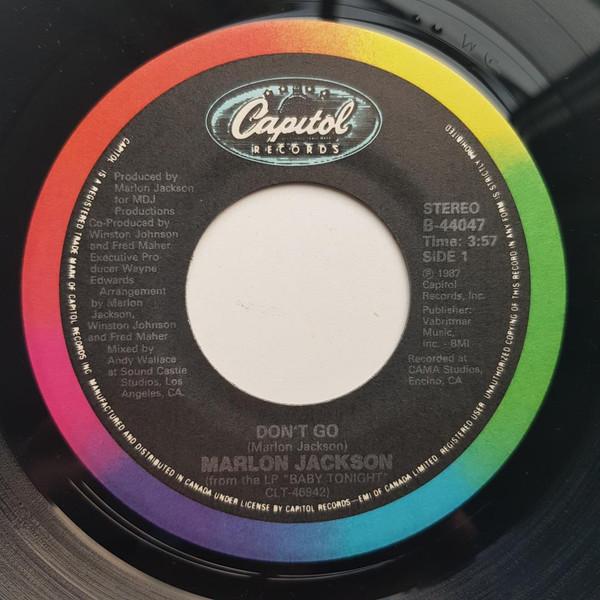 Capitol
RECORDS
Produced by
Marlon Jackson
for MDJ
Productions
Co-Produced by
Winston Johnson
and Fred Maher
Executive Pro-
ducer Wayne
Edwards
Arrangement
by Marlon
Jackson,
Winston Johnson
and Fred Maher
Mixed by
Andy Wallace
at Sound Castle
Studios, Los
Angeles, CA.
STEREO
B-44047
Time: 3:57
SIDE 1
℗ 1987
Capitol
Records, Inc.
Publisher:
Vabritmar
Music,
Inc. - BMI
Recorded at
CAMA Studios,
Encino, CA
DON'T GO
(Marlon Jackson)
MARLON JACKSON
(from the LP "BABY TONIGHT"
CLT-46942)
CAPITOL IS A REGISTERED TRADE MARK OF CAPITOL RECORDS INC. MANUFACTURED AND DISTRIBUTED IN CANADA UNDER LICENSE BY CAPITOL RECORDS—EMI OF CANADA LIMITED. REGISTERED USER. UNAUTHORIZED COPYING OF THIS RECORD IN ANY FORM IS STRICTLY PROHIBITED